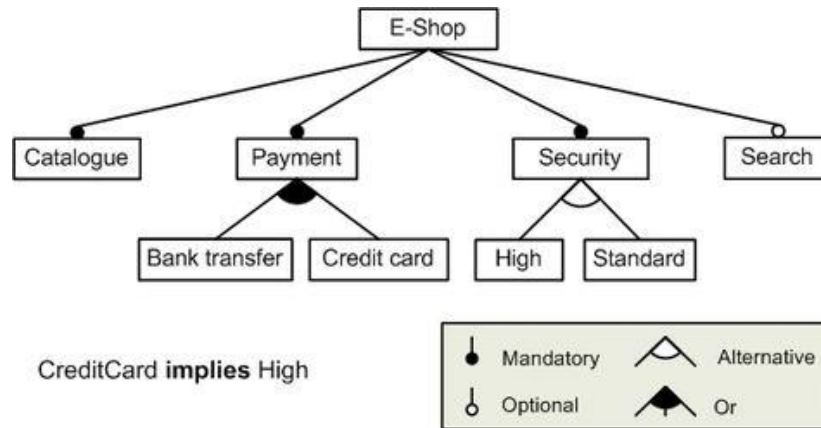 E-Shop
Catalogue
Payment
Security
Search
Bank transfer
Credit card
High
Standard
CreditCard implies High
Mandatory
Alternative
Optional
Or